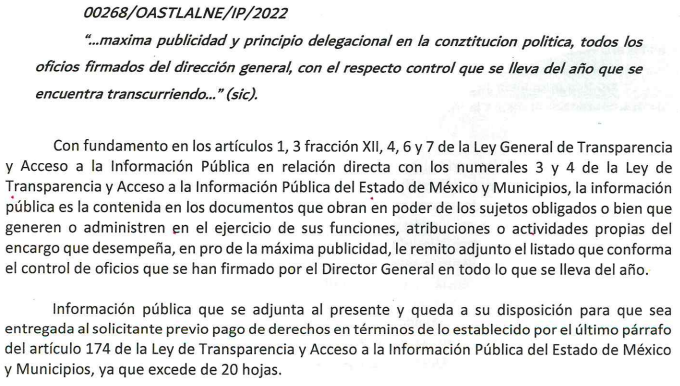 00268/OASTLALNE/IP/2022
"...maxima publicidad y principio delegacional en la conztitucion politica, todos los
oficios firmados del dirección general, con el respecto control que se lleva del año que se
encuentra transcurriendo..." (sic).
Con fundamento en los artículos 1, 3 fracción XII, 4, 6 y 7 de la Ley General de Transparencia
y Acceso a la Información Pública en relación directa con los numerales 3 y 4 de la Ley de
Transparencia y Acceso a la Información Pública del Estado de México y Municipios, la información
pública es la contenida en los documentos que obran en poder de los sujetos obligados o bien que
generen o administren en el ejercicio de sus funciones, atribuciones o actividades propias del
encargo que desempeña, en pro de la máxima publicidad, le remito adjunto el listado que conforma
el control de oficios que se han firmado por el Director General en todo lo que se lleva del año.
Información pública que se adjunta al presente y queda a su disposición para que sea
entregada al solicitante previo pago de derechos en términos de lo establecido por el último párrafo
del artículo 174 de la Ley de Transparencia y Acceso a la Información Pública del Estado de México
y Municipios, ya que excede de 20 hojas.